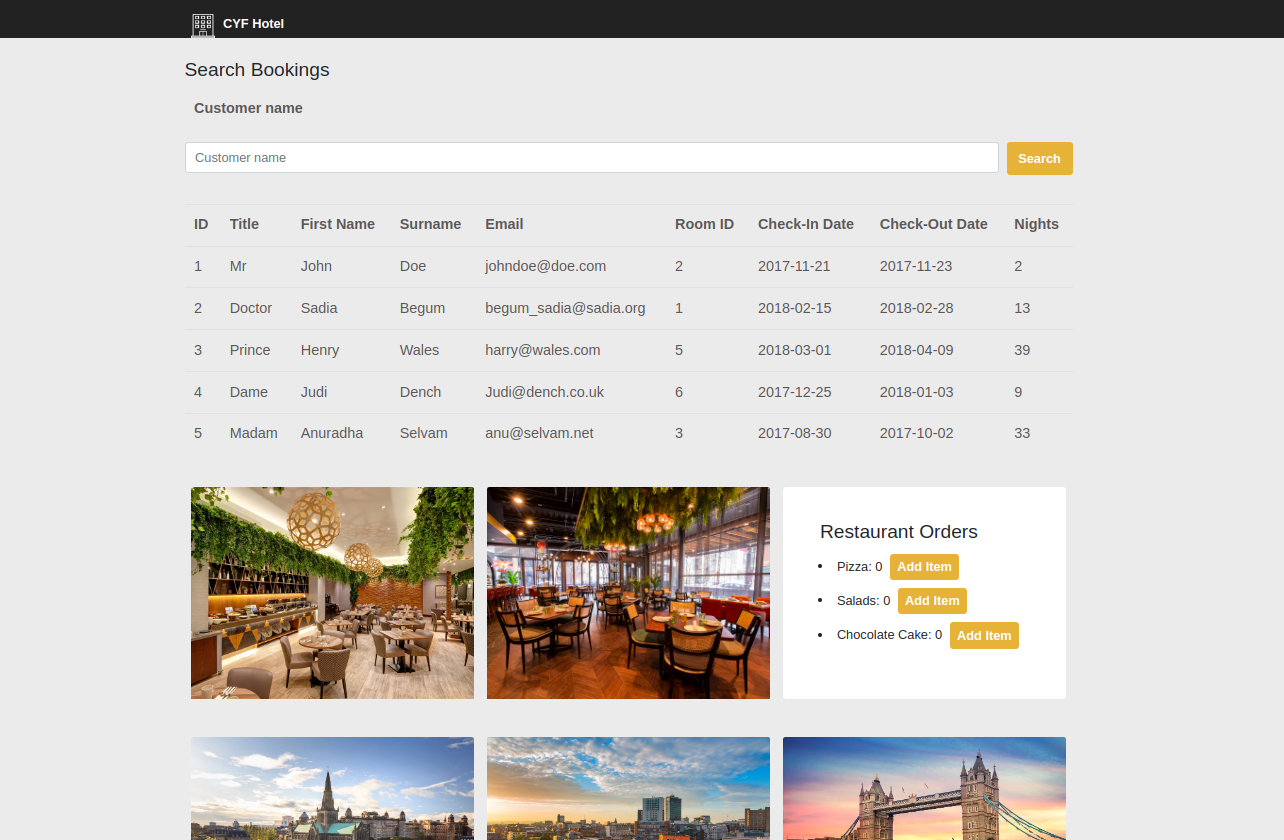 CYF Hotel
Search Bookings
Customer name
Customer name
Search
ID Title First Name Surname Email Room ID Check-In Date Check-Out Date Nights
1 Mr John Doe johndoe@doe.com 2 2017-11-21 2017-11-23 2
2 Doctor Sadia Begum begum_sadia@sadia.org 1 2018-02-15 2018-02-28 13
3 Prince Henry Wales harry@wales.com 5 2018-03-01 2018-04-09 39
4 Dame Judi Dench Judi@dench.co.uk 6 2017-12-25 2018-01-03 9
5 Madam Anuradha Selvam anu@selvam.net 3 2017-08-30 2017-10-02 33
Restaurant Orders
• Pizza: 0 Add Item
• Salads: 0 Add Item
• Chocolate Cake: 0 Add Item